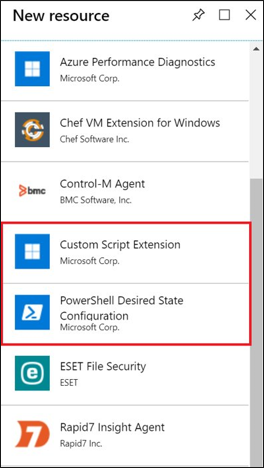 New resource
Azure Performance Diagnostics
Microsoft Corp.
Chef VM Extension for Windows
Chef Software Inc.
bmc
Control-M Agent
BMC Software, Inc.
Custom Script Extension
Microsoft Corp.
PowerShell Desired State
Configuration
Microsoft Corp.
ESET File Security
ESET
Rapid7 Insight Agent
Rapid7 Inc.